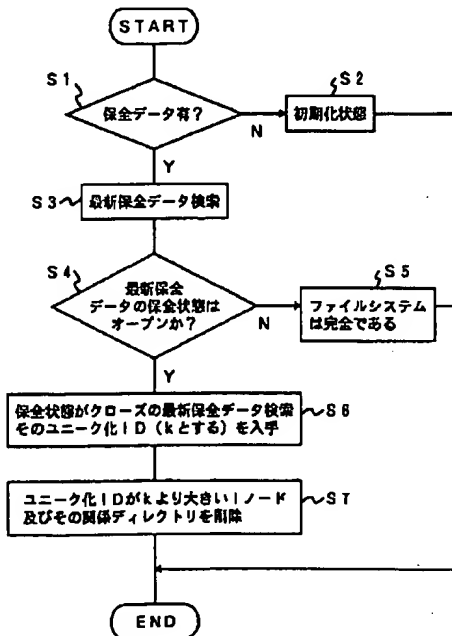 START
S1
保全データ有?
S2
初期化状態
N
Y
S3
最新保全データ検索
S4
最新保全
データの保全状態は
オープンか?
S5
ファイルシステム
は完全である
N
Y
保全状態がクローズの最新保全データ検索
そのユニーク化ID(kとする)を入手
S6
ユニーク化IDがkより大きいIノード
及びその関係ディレクトリを削除
S7
END